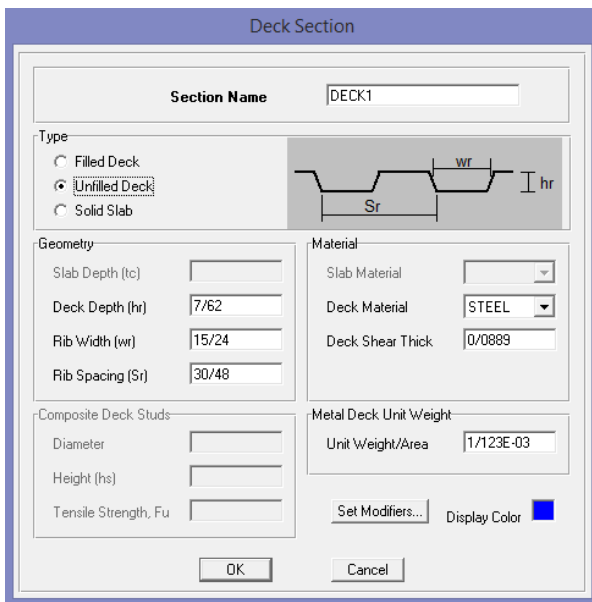 Deck Section
Section Name DECK1
Type
Filled Deck
Unfilled Deck
Solid Slab
wr
hr
Sr
Geometry
Slab Depth (tc)
Deck Depth (hr) 7/62
Rib Width (wr) 15/24
Rib Spacing (Sr) 30/48
Material
Slab Material
Deck Material STEEL
Deck Shear Thick 0/0889
Composite Deck Studs
Diameter
Height (hs)
Tensile Strength, Fu
Metal Deck Unit Weight
Unit Weight/Area 1/123E-03
Set Modifiers... Display Color
OK Cancel